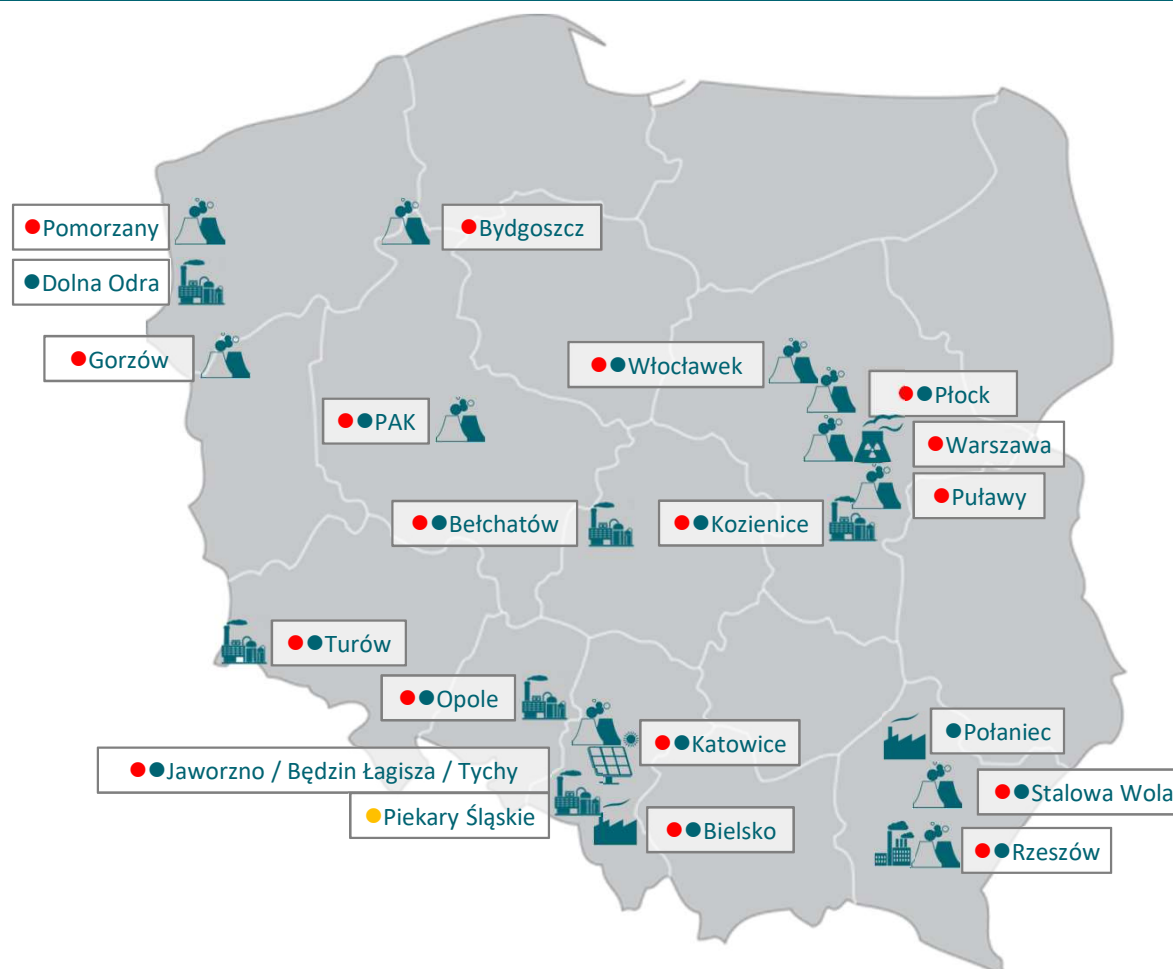 Pomorzany
Bydgoszcz
Dolna Odra
Gorzów
Włocławek
Płock
PAK
Warszawa
Puławy
Bełchatów
Kozienice
Turów
Opole
Połaniec
Katowice
Jaworzno / Będzin Łagisza / Tychy
Stalowa Wola
Piekary Śląskie
Bielsko
Rzeszów